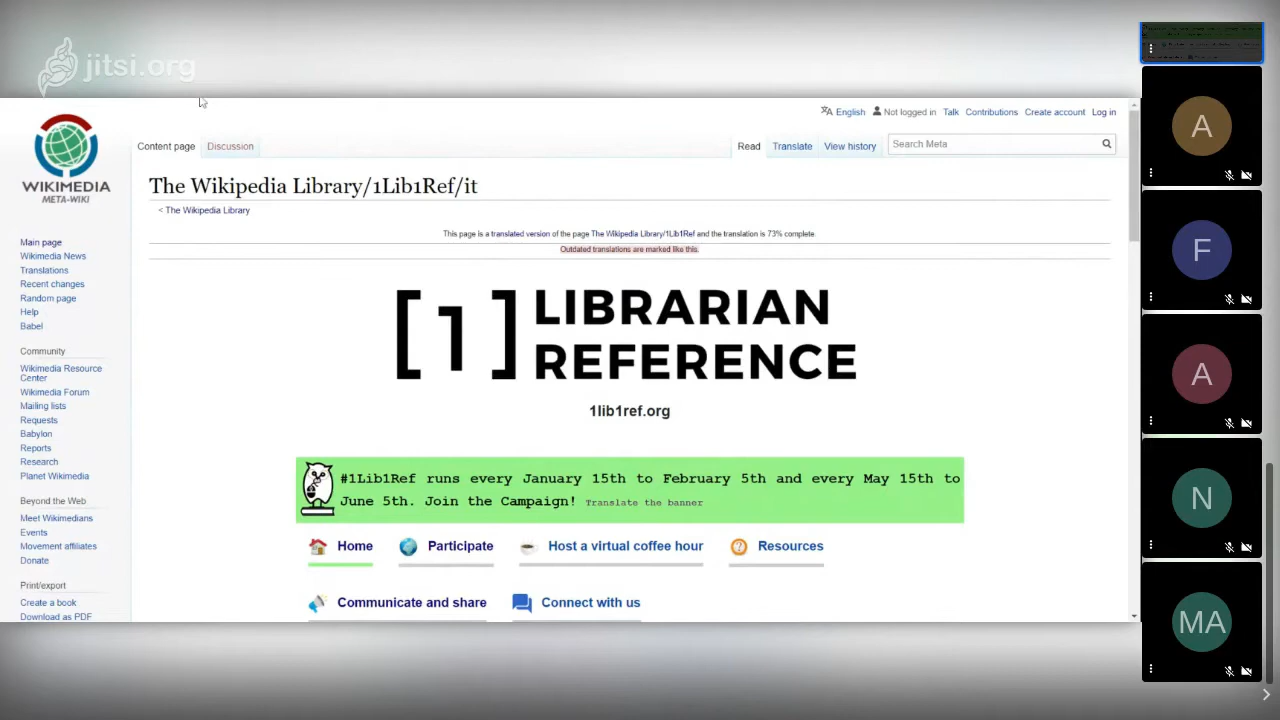 jitsi.org
English Not logged in Talk Contributions Create account Log in
Content page Discussion Read Translate View history Search Meta
WIKIMEDIA
META-WIKI
The Wikipedia Library/1Lib1Ref/it
< The Wikipedia Library
This page is a translated version of the page The Wikipedia Library/1Lib1Ref and the translation is 73% complete.
Outdated translations are marked like this.
Main page
Wikimedia News
Translations
Recent changes
Random page
Help
Babel
Community
Wikimedia Resource
Center
Wikimedia Forum
Mailing lists
Requests
Babylon
Reports
Research
Planet Wikimedia
Beyond the Web
Meet Wikimedians
Events
Movement affiliates
Donate
Print/export
Create a book
Download as PDF
[1] LIBRARIAN
REFERENCE
1lib1ref.org
#1Lib1Ref runs every January 15th to February 5th and every May 15th to
June 5th. Join the Campaign! Translate the banner
Home Participate Host a virtual coffee hour Resources
Communicate and share Connect with us
A
F
A
N
MA